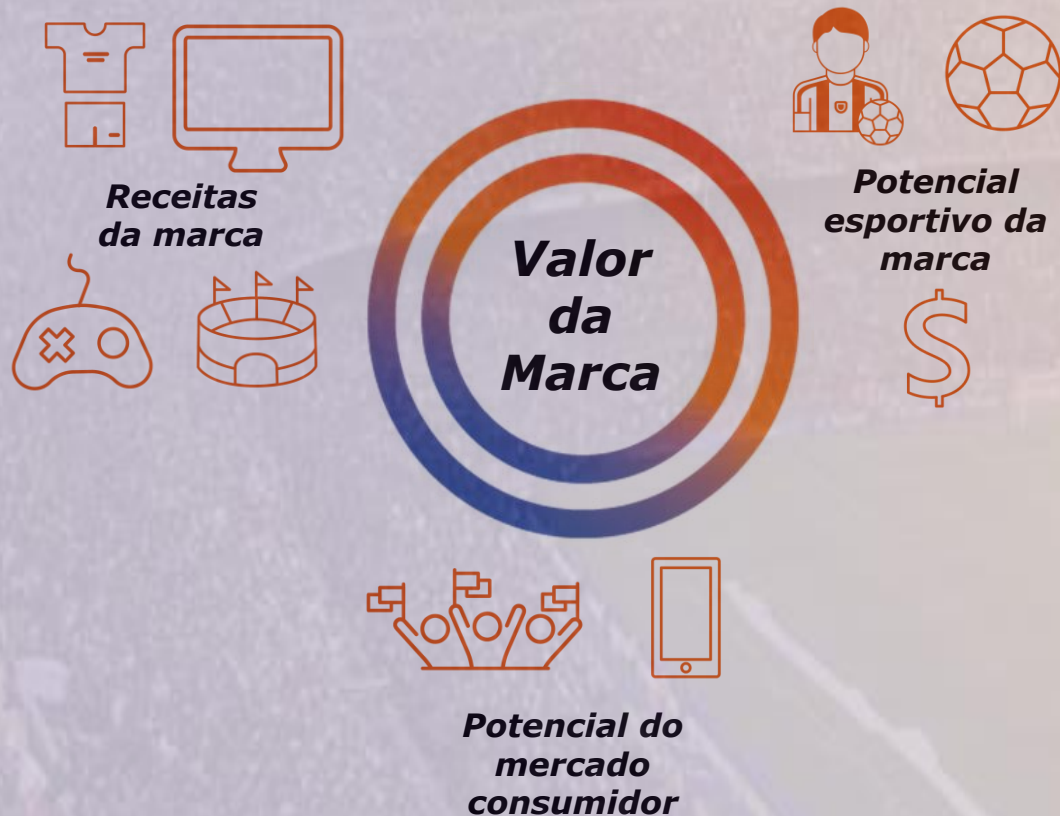 Receitas
da marca
Potencial
esportivo da
marca
Valor
da
Marca
$
Potencial do
mercado
consumidor